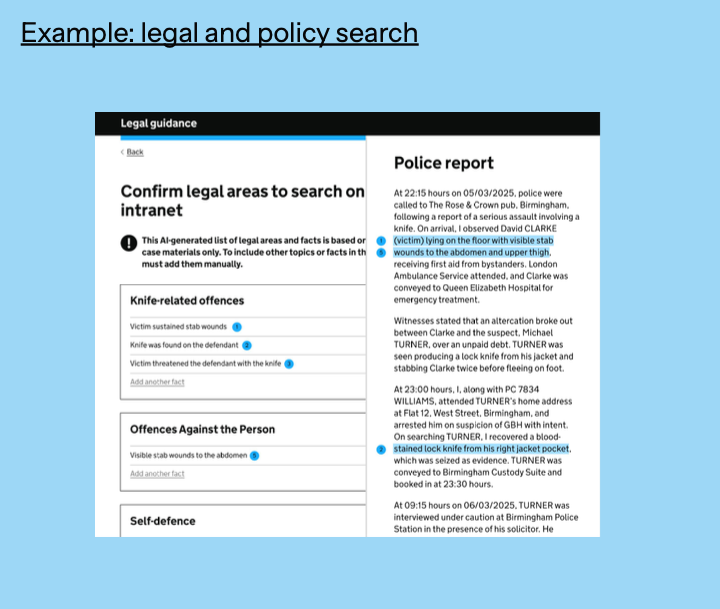 Example: legal and policy search
Legal guidance
‹ Back
Confirm legal areas to search on
intranet
! This AI-generated list of legal areas and facts is based or
case materials only. To include other topics or facts in th
must add them manually.
Knife-related offences
Victim sustained stab wounds 1
Knife was found on the defendant 2
Victim threatened the defendant with the knife 3
Add another fact
Offences Against the Person
Visible stab wounds to the abdomen 5
Add another fact
Self-defence
Police report
At 22:15 hours on 05/03/2025, police were
called to The Rose & Crown pub, Birmingham,
following a report of a serious assault involving a
knife. On arrival, I observed David CLARKE
1 (victim) lying on the floor with visible stab
5 wounds to the abdomen and upper thigh,
receiving first aid from bystanders. London
Ambulance Service attended, and Clarke was
conveyed to Queen Elizabeth Hospital for
emergency treatment.
Witnesses stated that an altercation broke out
between Clarke and the suspect, Michael
TURNER, over an unpaid debt. TURNER was
seen producing a lock knife from his jacket and
stabbing Clarke twice before fleeing on foot.
At 23:00 hours, I, along with PC 7834
WILLIAMS, attended TURNER's home address
at Flat 12, West Street, Birmingham, and
arrested him on suspicion of GBH with intent.
On searching TURNER, I recovered a blood-
2 stained lock knife from his right jacket pocket,
which was seized as evidence. TURNER was
conveyed to Birmingham Custody Suite and
booked in at 23:30 hours.
At 09:15 hours on 06/03/2025, TURNER was
interviewed under caution at Birmingham Police
Station in the presence of his solicitor. He